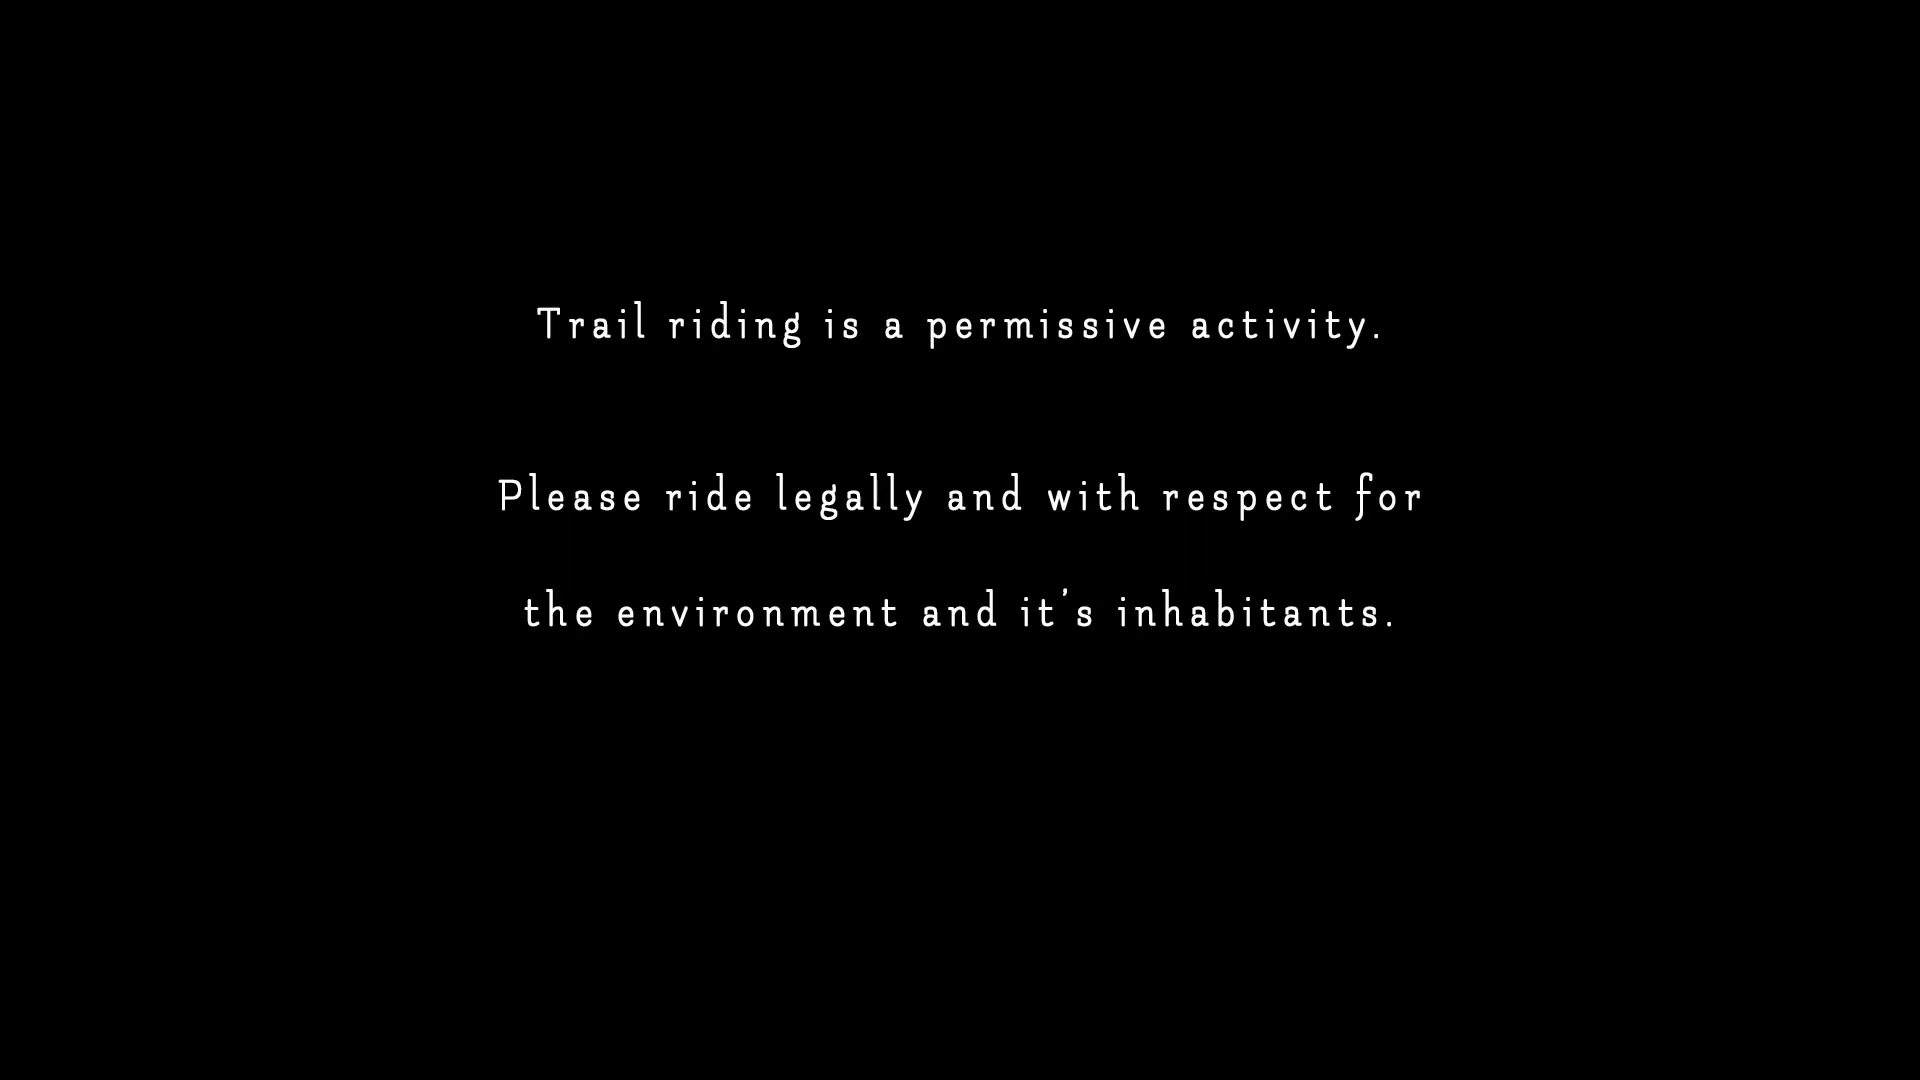 Trail riding is a permissive activity.
Please ride legally and with respect for
the environment and it's inhabitants.